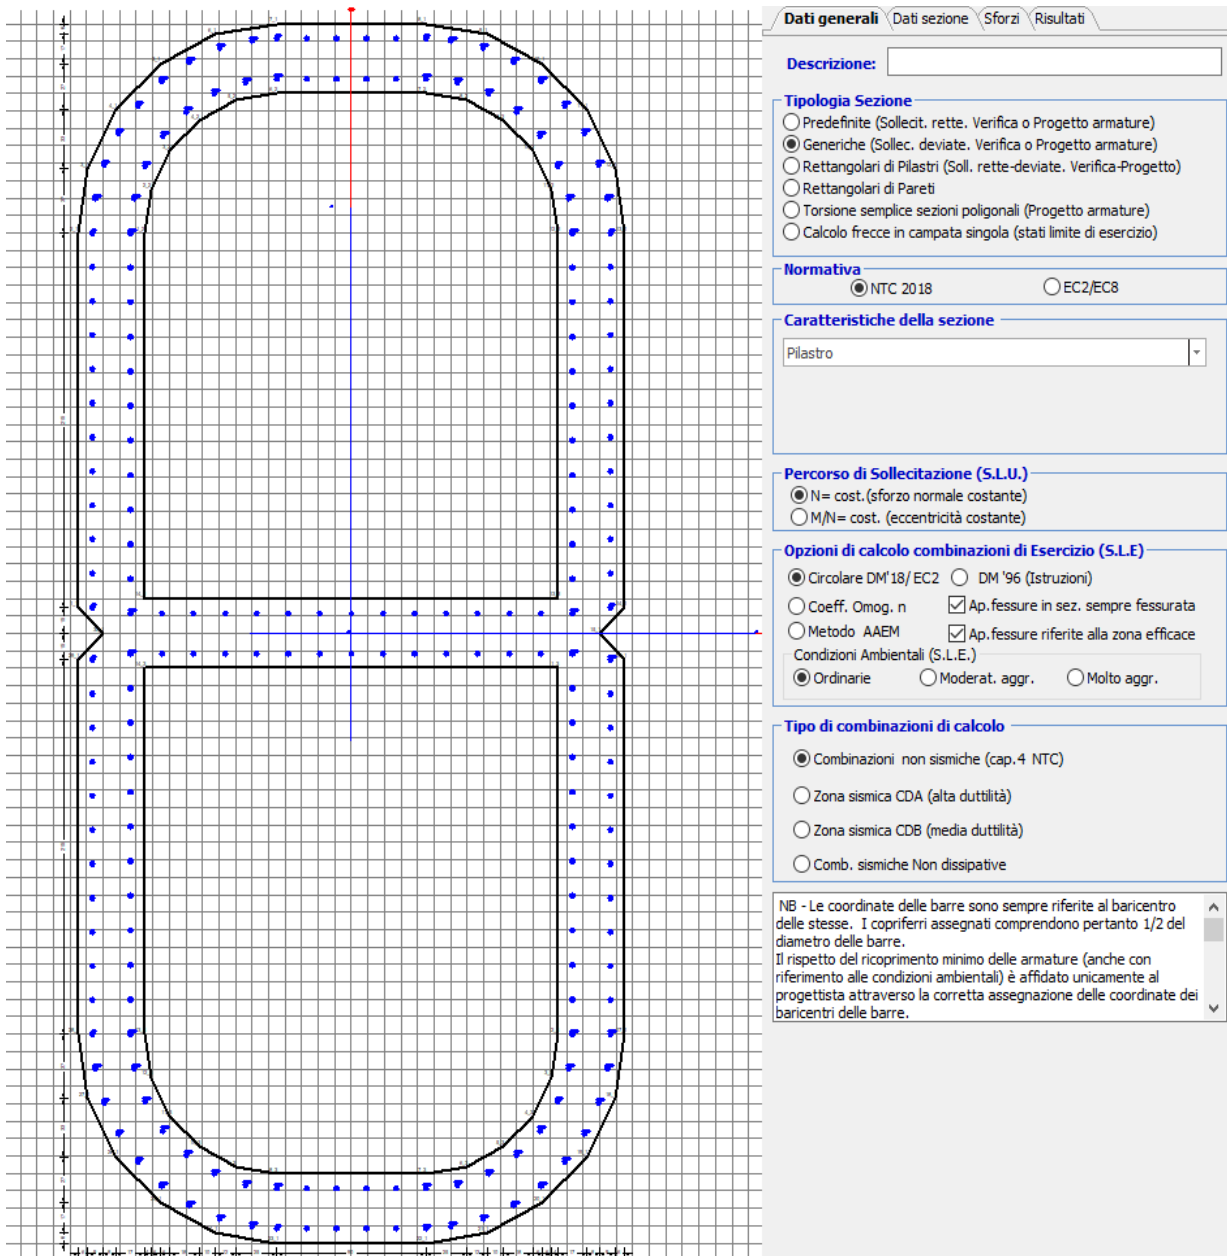 Dati generali
Dati sezione
Sforzi
Risultati
Descrizione:
Tipologia Sezione
Predefinite (Sollecit. rette. Verifica o Progetto armature)
Generiche (Sollec. deviate. Verifica o Progetto armature)
Rettangolari di Pilastri (Soll. rette-deviate. Verifica-Progetto)
Rettangolari di Pareti
Torsione semplice sezioni poligonali (Progetto armature)
Calcolo frecce in campata singola (stati limite di esercizio)
Normativa
NTC 2018
EC2/EC8
Caratteristiche della sezione
Pilastro
Percorso di Sollecitazione (S.L.U.)
N= cost.(sforzo normale costante)
M/N= cost. (eccentricità costante)
Opzioni di calcolo combinazioni di Esercizio (S.L.E)
Circolare DM'18/ EC2
DM '96 (Istruzioni)
Coeff. Omog. n
Ap.fessure in sez. sempre fessurata
Metodo AAEM
Ap.fessure riferite alla zona efficace
Condizioni Ambientali (S.L.E.)
Ordinarie
Moderat. aggr.
Molto aggr.
Tipo di combinazioni di calcolo
Combinazioni non sismiche (cap.4 NTC)
Zona sismica CDA (alta duttilità)
Zona sismica CDB (media duttilità)
Comb. sismiche Non dissipative
NB - Le coordinate delle barre sono sempre riferite al baricentro
delle stesse. I copriferri assegnati comprendono pertanto 1/2 del
diametro delle barre.
Il rispetto del ricoprimento minimo delle armature (anche con
riferimento alle condizioni ambientali) è affidato unicamente al
progettista attraverso la corretta assegnazione delle coordinate dei
baricentri delle barre.